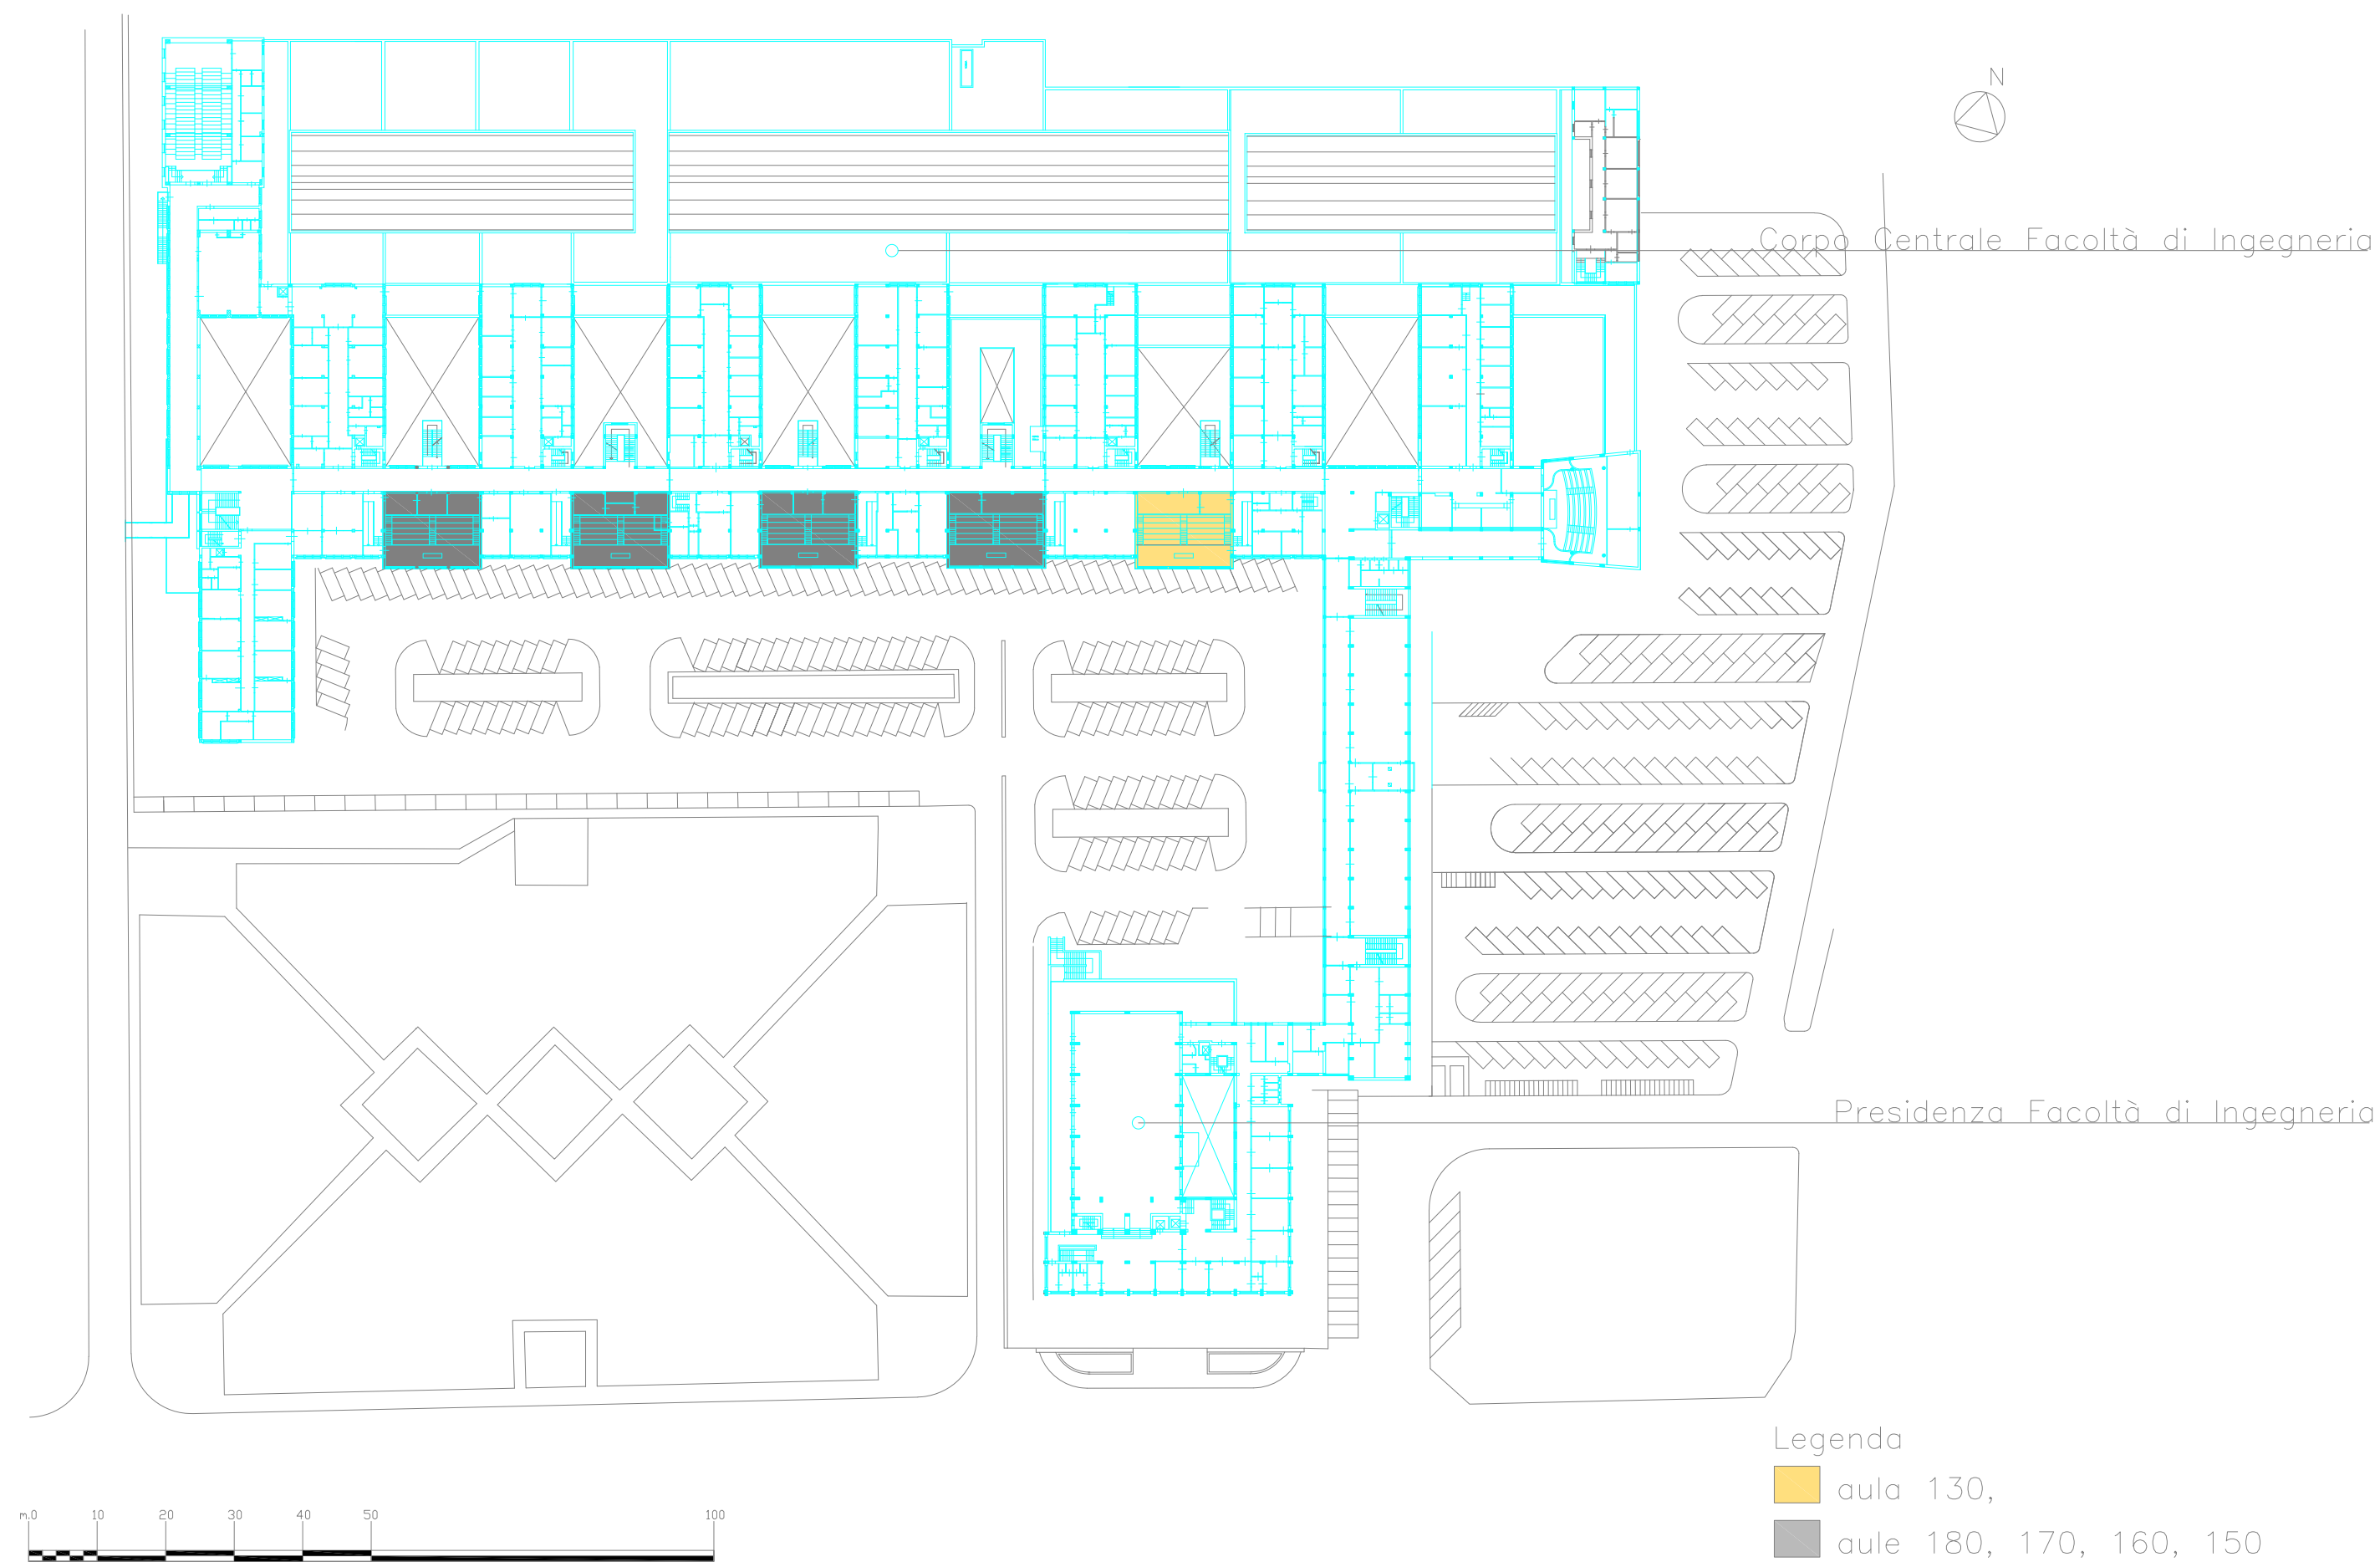 N
Corpo Centrale Facoltà di Ingegneria
Presidenza Facoltà di Ingegneria
Legenda
aula 130,
aule 180, 170, 160, 150
m.0 10 20 30 40 50 100